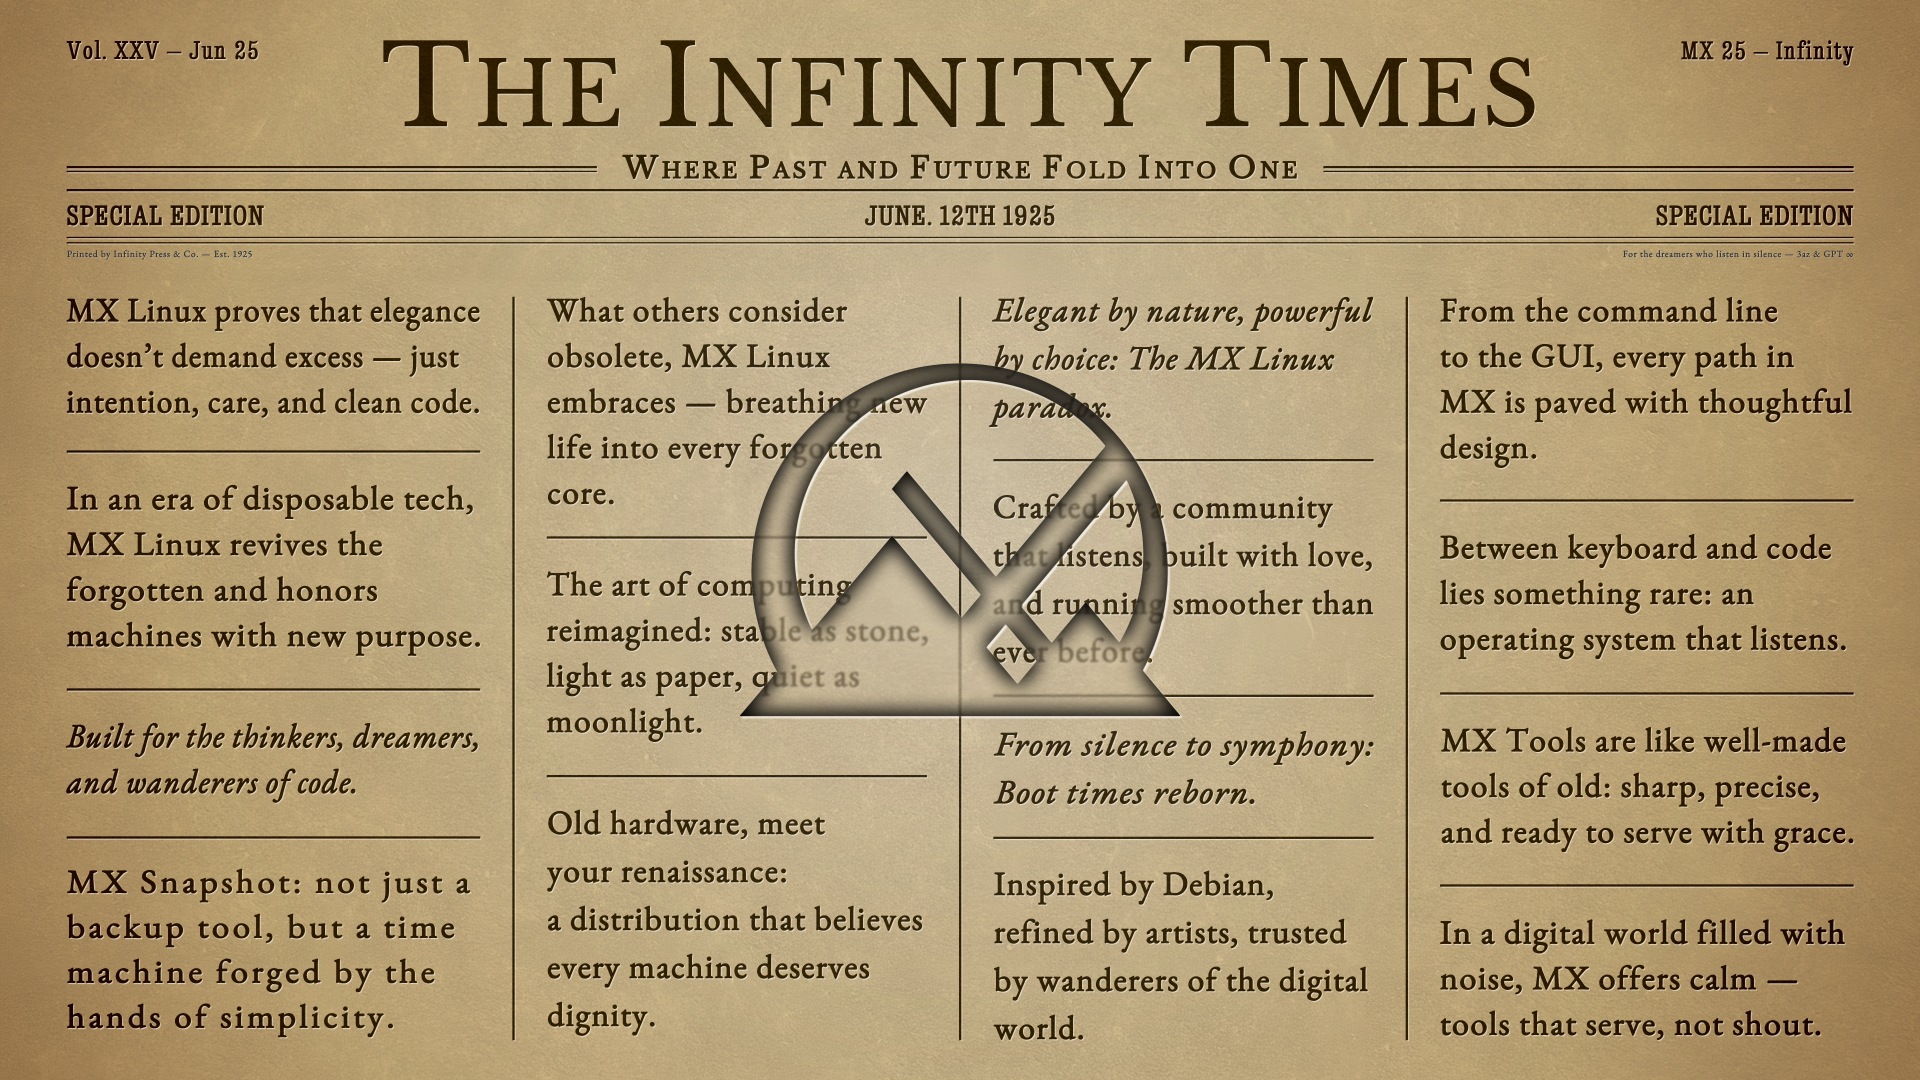 Vol. XXV – Jun 25
The Infinity Times
MX 25 – Infinity
Where Past and Future Fold Into One
SPECIAL EDITION
JUNE. 12TH 1925
SPECIAL EDITION
Printed by Infinity Press & Co. — Est. 1925
For the dreamers who listen in silence — 3az & GPT ∞
MX Linux proves that elegance
doesn’t demand excess — just
intention, care, and clean code.
In an era of disposable tech,
MX Linux revives the
forgotten and honors
machines with new purpose.
Built for the thinkers, dreamers,
and wanderers of code.
MX Snapshot: not just a
backup tool, but a time
machine forged by the
hands of simplicity.
What others consider
obsolete, MX Linux
embraces — breathing new
life into every forgotten
core.
The art of computing
reimagined: stable as stone,
light as paper, quiet as
moonlight.
Old hardware, meet
your renaissance:
a distribution that believes
every machine deserves
dignity.
Elegant by nature, powerful
by choice: The MX Linux
paradox.
Crafted by a community
that listens, built with love,
and running smoother than
ever before.
From silence to symphony:
Boot times reborn.
Inspired by Debian,
refined by artists, trusted
by wanderers of the digital
world.
From the command line
to the GUI, every path in
MX is paved with thoughtful
design.
Between keyboard and code
lies something rare: an
operating system that listens.
MX Tools are like well-made
tools of old: sharp, precise,
and ready to serve with grace.
In a digital world filled with
noise, MX offers calm —
tools that serve, not shout.